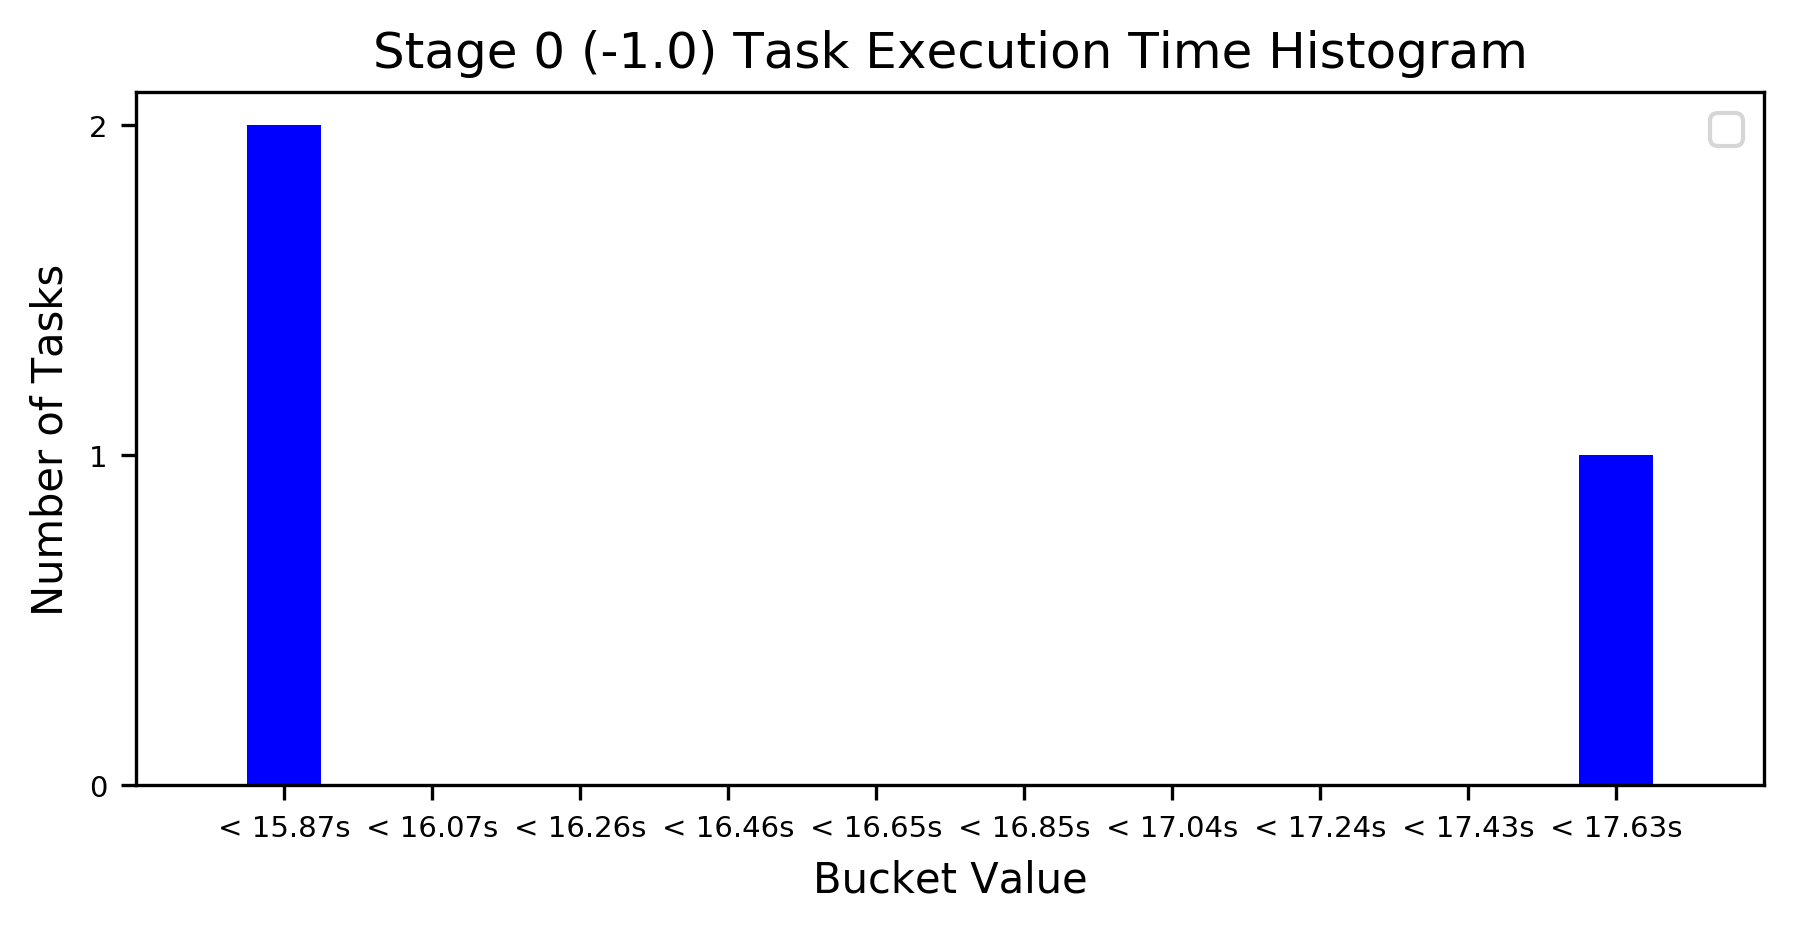 Stage 0 (-1.0) Task Execution Time Histogram
Number of Tasks
2
1
0
< 15.87s < 16.07s < 16.26s < 16.46s < 16.65s < 16.85s < 17.04s < 17.24s < 17.43s < 17.63s
Bucket Value